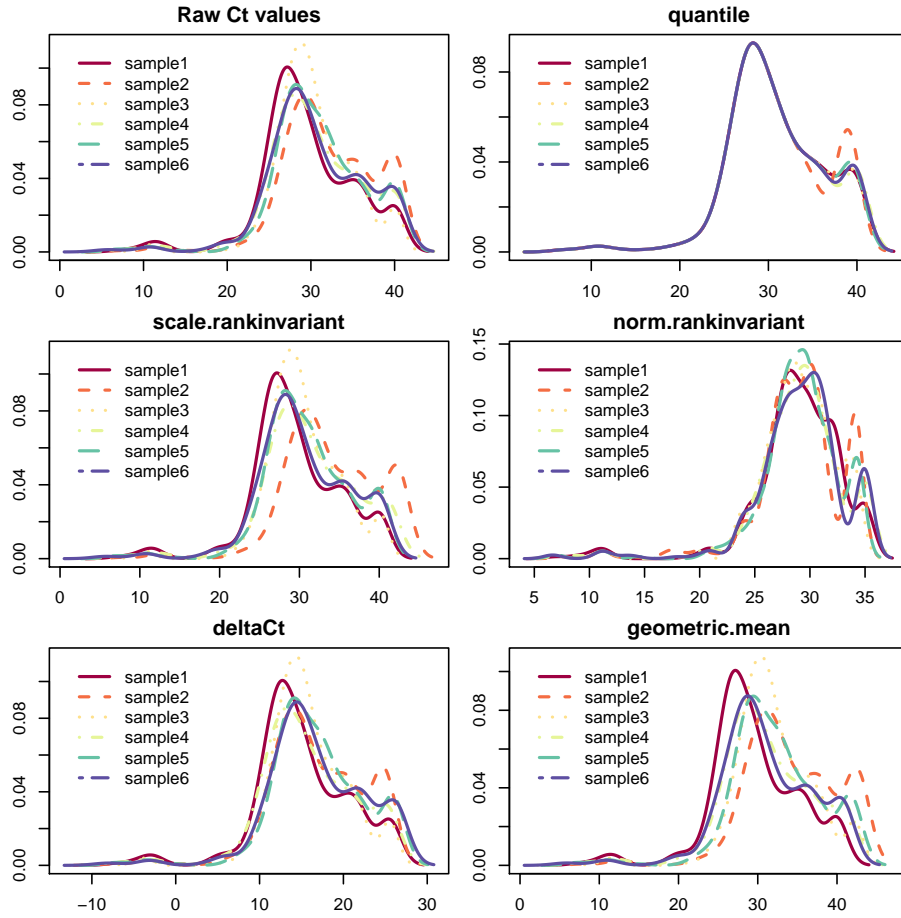 Raw Ct values
sample1
sample2
sample3
sample4
sample5
sample6
0.00
0.04
0.08
0
10
20
30
40
quantile
sample1
sample2
sample3
sample4
sample5
sample6
0.00
0.04
0.08
10
20
30
40
scale.rankinvariant
sample1
sample2
sample3
sample4
sample5
sample6
0.00
0.04
0.08
0
10
20
30
40
norm.rankinvariant
sample1
sample2
sample3
sample4
sample5
sample6
0.00
0.05
0.10
0.15
5
10
15
20
25
30
35
deltaCt
sample1
sample2
sample3
sample4
sample5
sample6
0.00
0.04
0.08
−10
0
10
20
30
geometric.mean
sample1
sample2
sample3
sample4
sample5
sample6
0.00
0.04
0.08
0
10
20
30
40